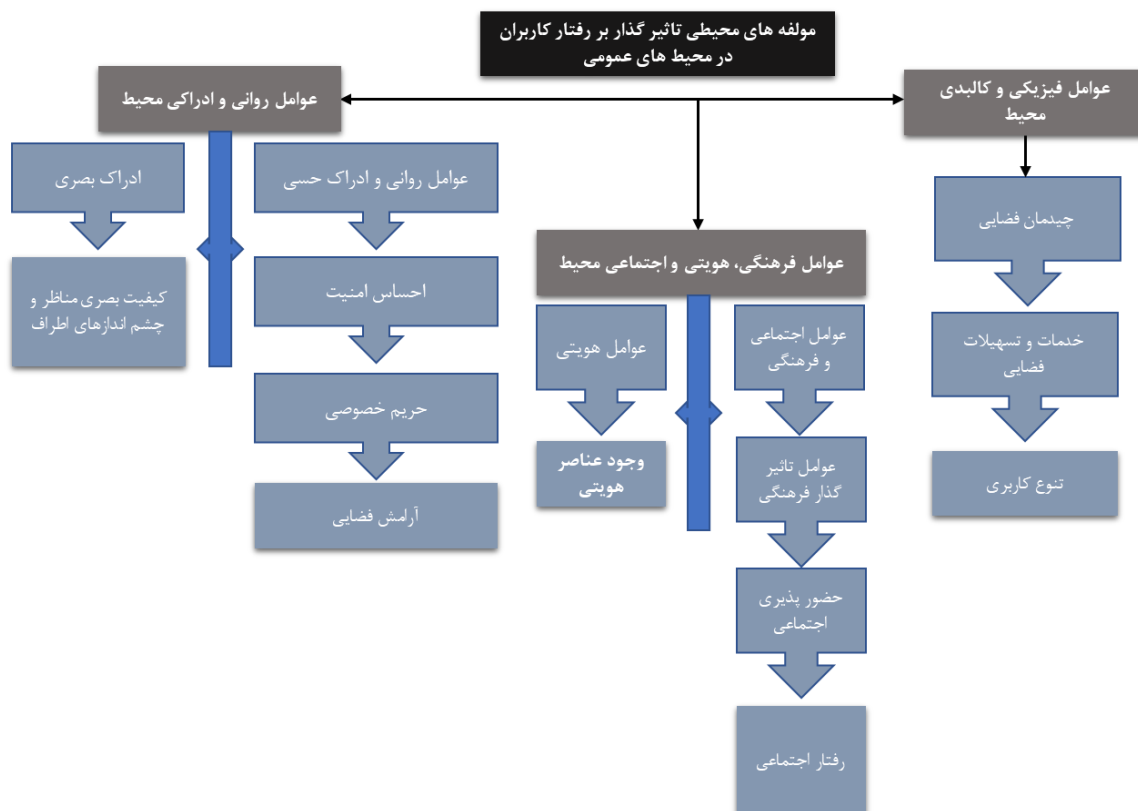 مولفه های محیطی تاثیر گذار بر رفتار کاربران
در محیط های عمومی
عوامل فیزیکی و کالبدی
محیط
چیدمان فضایی
خدمات و تسهیلات
فضایی
تنوع کاربری
عوامل فرهنگی، هویتی و اجتماعی محیط
عوامل اجتماعی
و فرهنگی
عوامل تاثیر
گذار فرهنگی
حضور پذیری
اجتماعی
رفتار اجتماعی
عوامل هویتی
وجود عناصر
هویتی
عوامل روانی و ادراکی محیط
عوامل روانی و ادراک حسی
احساس امنیت
حریم خصوصی
آرامش فضایی
ادراک بصری
کیفیت بصری مناظر و
چشم اندازهای اطراف